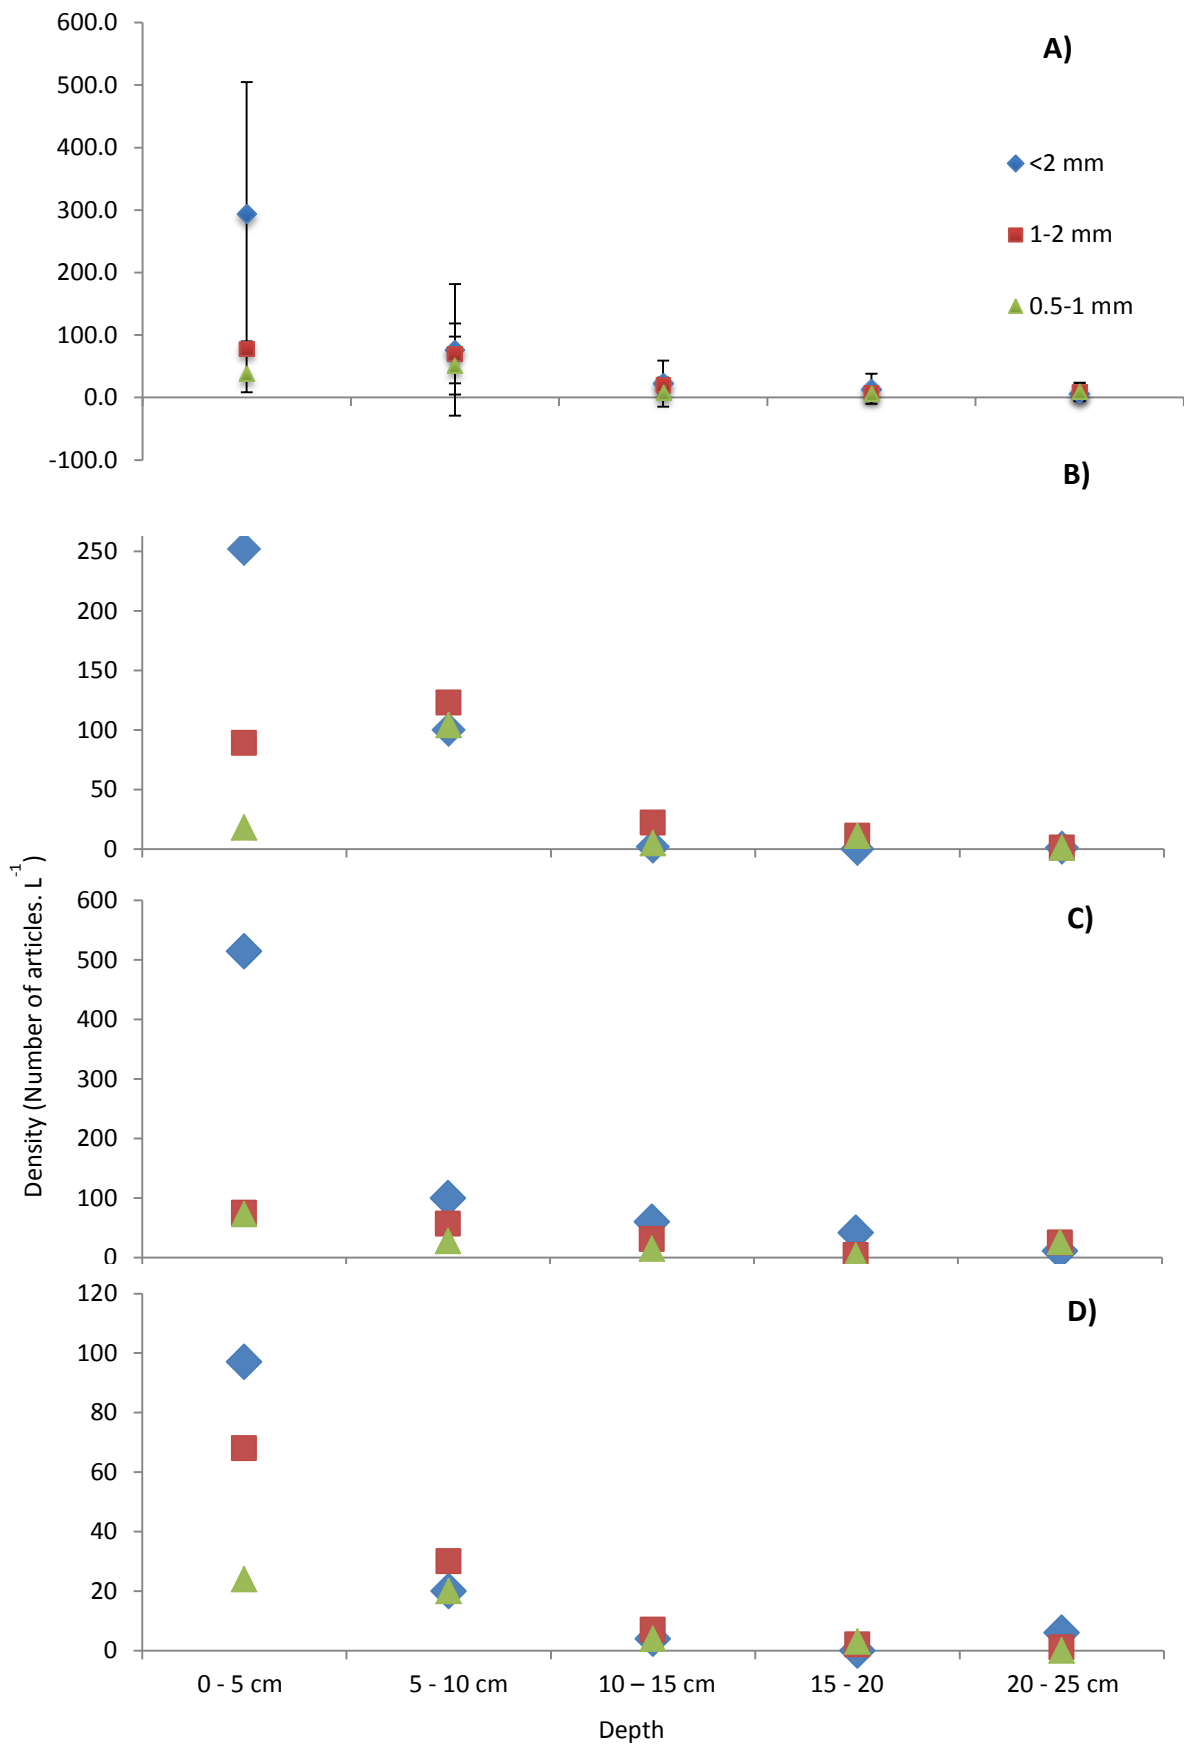 600.0
500.0
400.0
300.0
200.0
100.0
0.0
-100.0
A)
<2 mm
1-2 mm
0.5-1 mm
B)
250
200
150
100
50
0
C)
600
500
400
300
200
100
0
D)
120
100
80
60
40
20
0
Density (Number of articles. L-1)
0 - 5 cm 5 - 10 cm 10 – 15 cm 15 - 20 20 - 25 cm
Depth